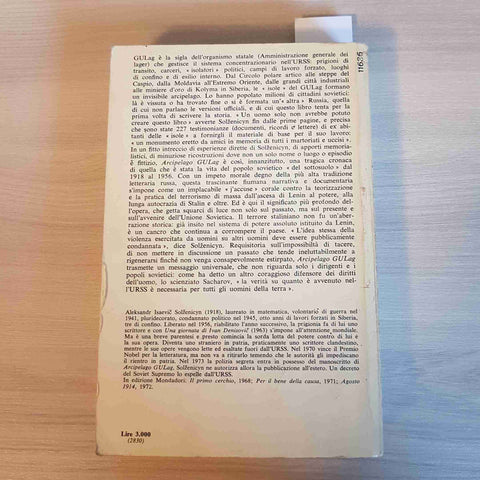 GULag è la sigla dell'organismo statale (Amministrazione generale dei
lager) che gestisce il sistema concentrazionario nell'URSS: prigioni di
transito, carceri, « isolatori » politici, campi di lavoro forzato, luoghi
di confino e di esilio interno. Dal Circolo polare artico alle steppe del
Caspio, dalla Moldavia all'Estremo Oriente, dalle grandi città industriali
alle miniere d'oro di Kolyma in Siberia, le « isole » del GULag formano
un invisibile arcipelago. Lo hanno popolato milioni di cittadini sovietici:
là è vissuta o ha trovato fine o si è formata un'« altra » Russia, quella
di cui non parlano le versioni ufficiali, e di cui questo libro tenta per la
prima volta di scrivere la storia. « Un uomo solo non avrebbe potuto
creare questo libro » avverte Solženicyn fin dalle prime pagine, e precisa
che sono state 227 testimonianze (documenti, ricordi e lettere) di ex abi-
tanti delle « isole » a fornirgli il materiale di base per il suo lavoro:
« un monumento eretto da amici in memoria di tutti i martoriati e uccisi ».
In un fitto intreccio di esperienze dirette di Solženicyn, di apporti memoria-
listici, di minuziose ricostruzioni dove non un solo nome o luogo o episodio
è fittizio, Arcipelago GULag è così, innanzitutto, una tragica cronaca
di quella che è stata la vita del popolo sovietico « del sottosuolo » dal
1918 al 1956. Con un impeto morale degno della più alta tradizione
letteraria russa, questa trascinante fiumana narrativa e documentaria
s'impone come un implacabile « j'accuse » corale contro la teorizzazione
e la pratica del terrorismo di massa dall'ascesa di Lenin al potere, alla
lunga autocrazia di Stalin e oltre. Ed è qui il significato più profondo del-
l'opera, che getta squarci di luce non solo sul passato, ma sul presente e
sull'avvenire dell'Unione Sovietica. Il terrore staliniano non fu un'aber-
razione storica: già insito nel sistema di potere assoluto istituito da Lenin,
è un cancro che continua a corrompere il paese. « L'idea stessa della
violenza esercitata da uomini su altri uomini deve essere pubblicamente
condannata », dice Solženicyn. Requisitoria sull'impossibilità di tacere,
di non mettere in discussione un passato che tende ineluttabilmente a
rigenerarsi finché non venga consapevolmente estirpato, Arcipelago GULag
trasmette un messaggio universale, che non riguarda solo i dirigenti e i
popoli sovietici: come ha detto un altro coraggioso difensore dei diritti
dell'uomo, lo scienziato Sacharov, « la verità su quanto è avvenuto nel-
l'URSS è necessaria per tutti gli uomini della terra ».
Aleksandr Isaevič Solženicyn (1918), laureato in matematica, volontario di guerra nel
1941, pluridecorato, condannato politico nel 1945, otto anni di lavori forzati in Siberia,
tre di confino. Liberato nel 1956, riabilitato l'anno successivo, la prigionia fa di lui uno
scrittore e con Una giornata di Ivan Denisovič (1963) s'impone all'attenzione mondiale.
Ma è una breve parentesi e presto comincia la sorda lotta del potere contro di lui e
la sua opera. Diventa uno straniero in patria, praticamente uno scrittore clandestino,
mentre le sue opere vengono lette ed esaltate fuori dall'URSS. Nel 1970 vince il Premio
Nobel per la letteratura, ma non va a ritirarlo temendo che le autorità gli impediscano
il rientro in patria. Nel 1973 la polizia segreta entra in possesso del manoscritto di
Arcipelago GULag, Solženicyn ne autorizza allora la pubblicazione all'estero. Un decreto
del Soviet Supremo lo espelle dall'URSS.
In edizione Mondadori: Il primo cerchio, 1968; Per il bene della causa, 1971; Agosto
1914, 1972.
Lire 3.000
(2830)